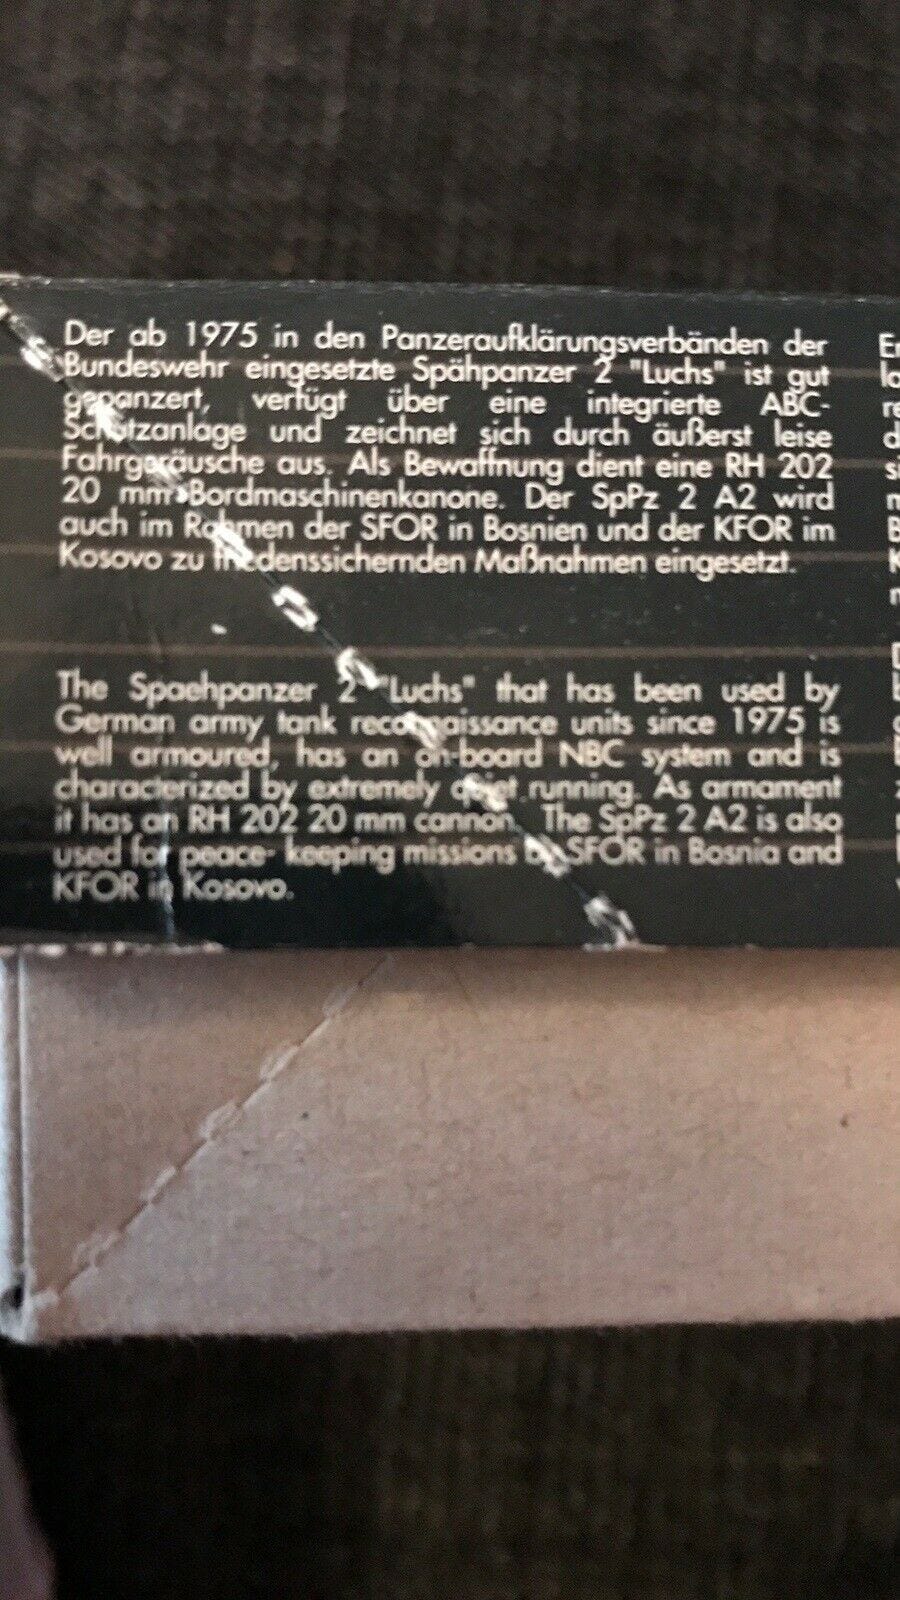 Der ab 1975 in den Panzeraufklärungsverbänden der
Bundeswehr eingesetzte Spähpanzer 2 "Luchs" ist gut
gepanzert, verfügt über eine integrierte ABC-
Schutzanlage und zeichnet sich durch äußerst leise
Fahrgeräusche aus. Als Bewaffnung dient eine RH 202
20 mm Bordmaschinenkanone. Der SpPz 2 A2 wird
auch im Rahmen der SFOR in Bosnien und der KFOR im
Kosovo zu friedenssichernden Maßnahmen eingesetzt.
The Spaehpanzer 2 "Luchs" that has been used by
German army tank reconnaissance units since 1975 is
well armoured, has an on-board NBC system and is
characterized by extremely quiet running. As armament
it has an RH 202 20 mm cannon. The SpPz 2 A2 is also
used for peace- keeping missions by SFOR in Bosnia and
KFOR in Kosovo.